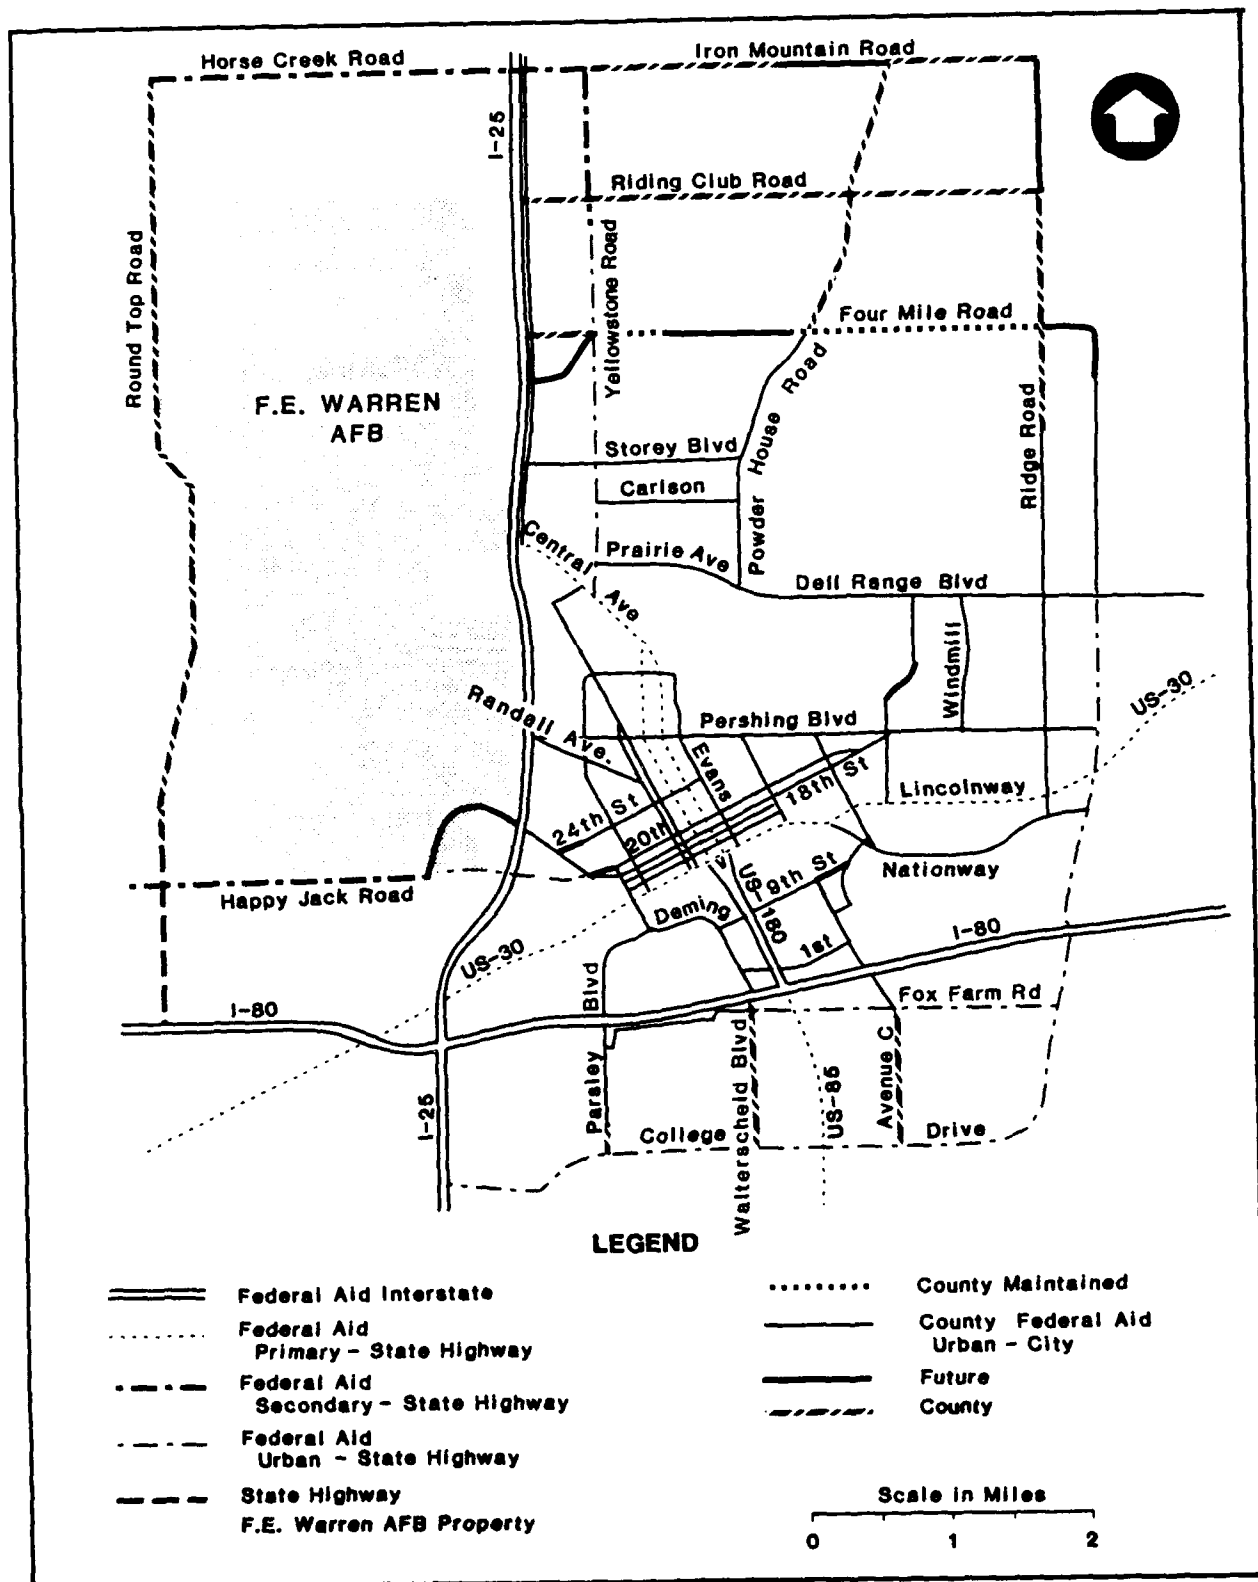 Horse Creek Road
Iron Mountain Road
I-25
Riding Club Road
Round Top Road
Yellowstone Road
Four Mile Road
F.E. WARREN
AFB
Powder House Road
Ridge Road
Storey Blvd
Carlson
Central Ave
Prairie Ave
Dell Range Blvd
Windmill
US-30
Randall Ave.
Pershing Blvd
Evans
18th St
Lincolnway
24th St
20th
Happy Jack Road
US-180
9th St
Nationway
Deming
US-30
1st
I-80
Parsley Blvd
I-80
Fox Farm Rd
Walterscheid Blvd
Avenue C
US-85
I-25
College Drive
LEGEND
Federal Aid Interstate
Federal Aid
Primary - State Highway
Federal Aid
Secondary - State Highway
Federal Aid
Urban - State Highway
State Highway
F.E. Warren AFB Property
County Maintained
County Federal Aid
Urban - City
Future
County
Scale in Miles
0 1 2